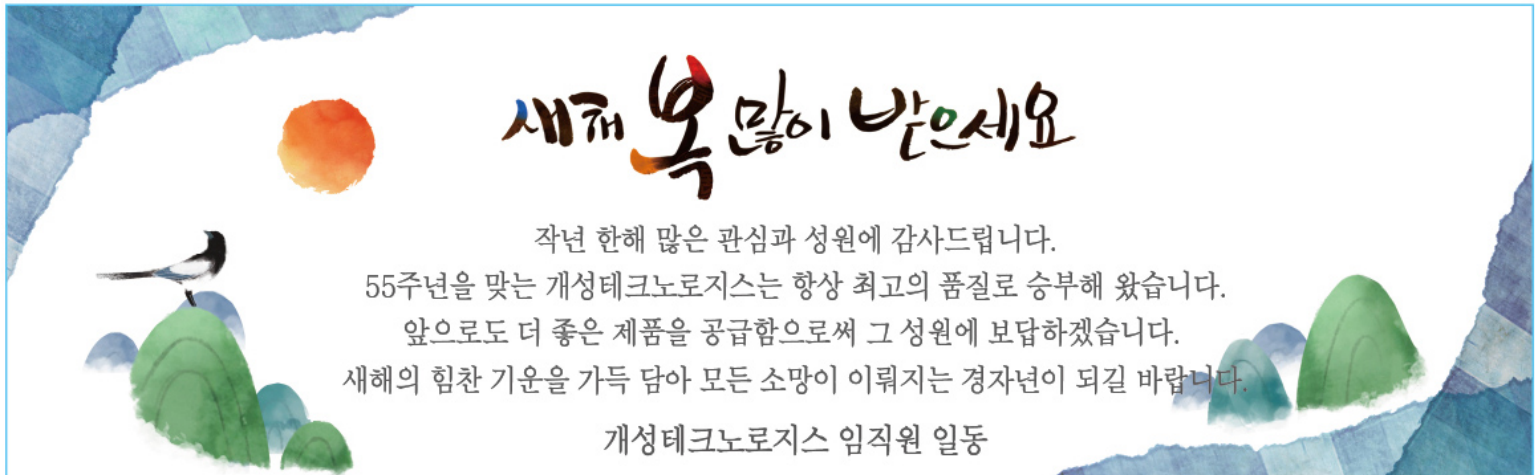 새해 복 많이 받으세요
작년 한해 많은 관심과 성원에 감사드립니다.
55주년을 맞는 개성테크노로지스는 항상 최고의 품질로 승부해 왔습니다.
앞으로도 더 좋은 제품을 공급함으로써 그 성원에 보답하겠습니다.
새해의 힘찬 기운을 가득 담아 모든 소망이 이뤄지는 경자년이 되길 바랍니다.
개성테크노로지스 임직원 일동